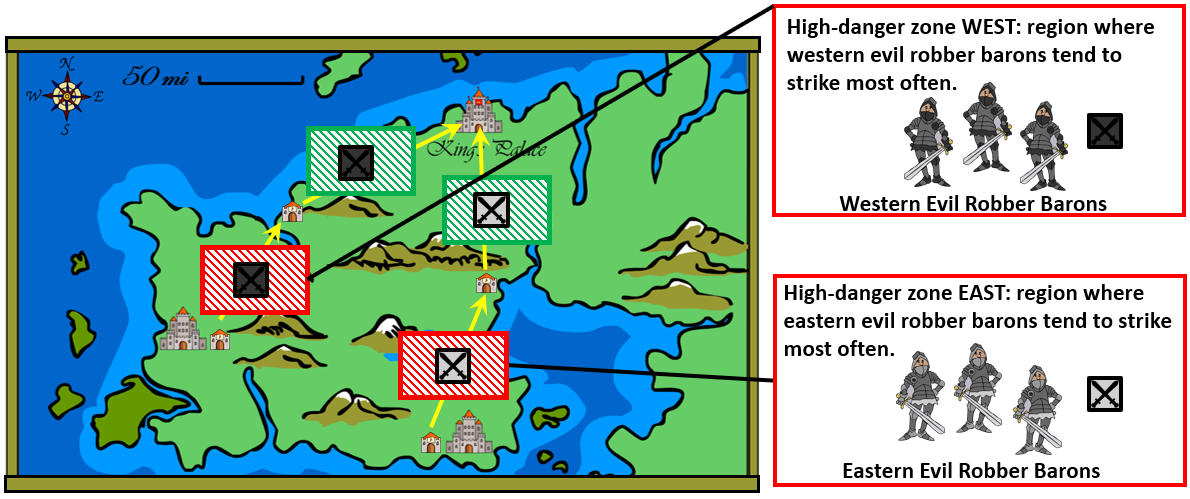 High-danger zone WEST: region where
western evil robber barons tend to
strike most often.
Western Evil Robber Barons
N
W
E
S
50 mi
King's Palace
High-danger zone EAST: region where
eastern evil robber barons tend to strike
most often.
Eastern Evil Robber Barons